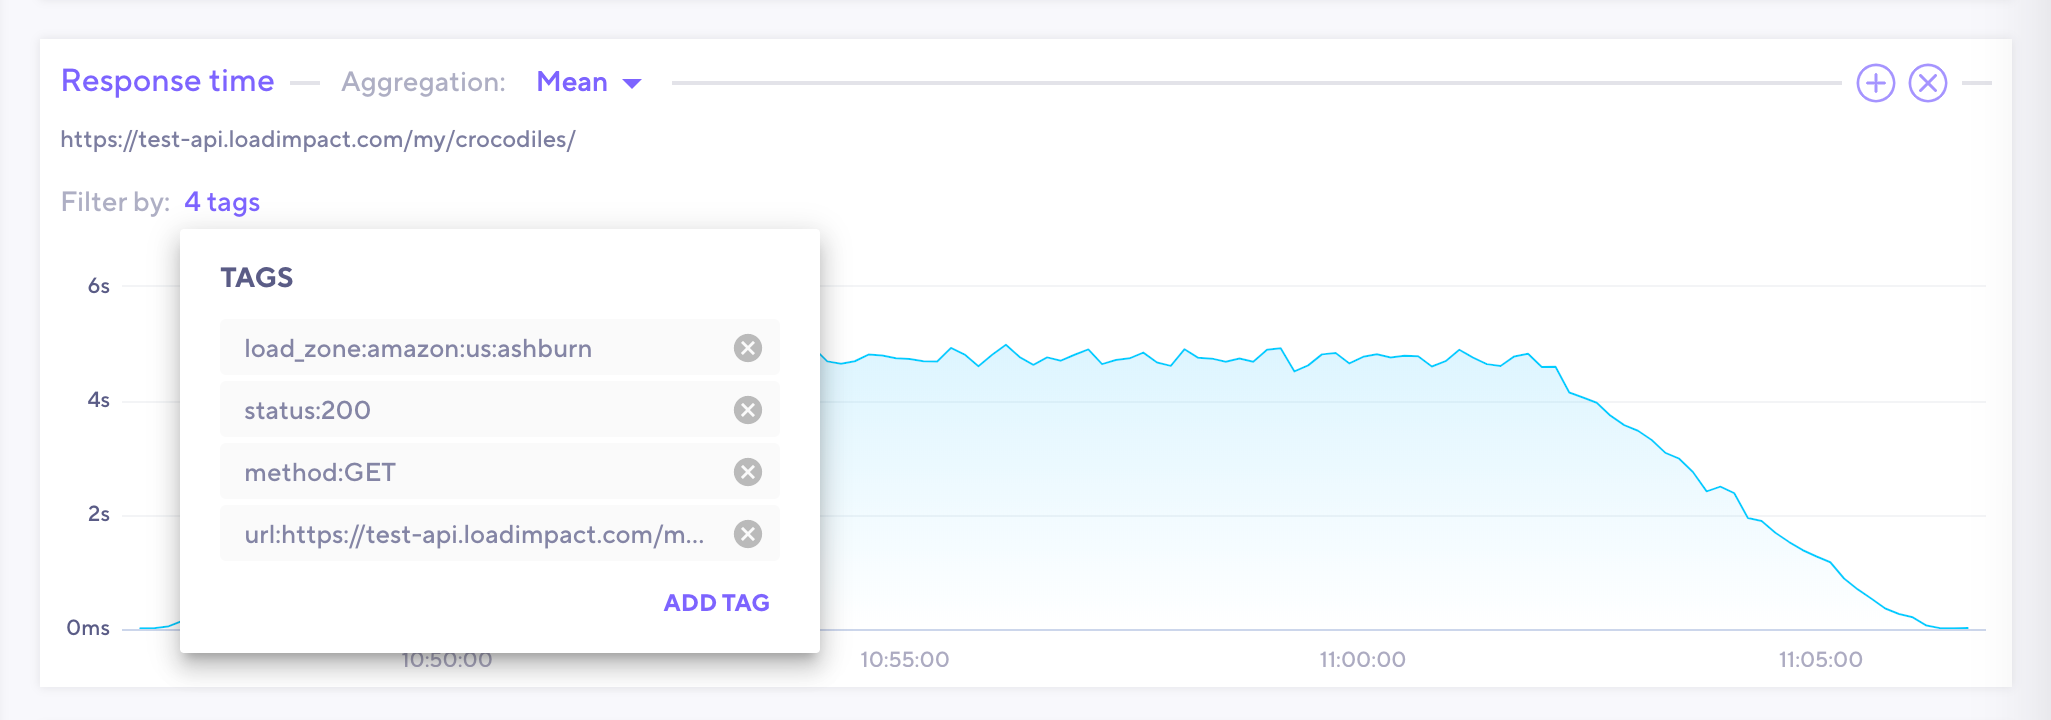 Response time Aggregation: Mean
https://test-api.loadimpact.com/my/crocodiles/
Filter by: 4 tags
TAGS
load_zone:amazon:us:ashburn
status:200
method:GET
url:https://test-api.loadimpact.com/m...
ADD TAG
6s
4s
2s
0ms
10:50:00 10:55:00 11:00:00 11:05:00